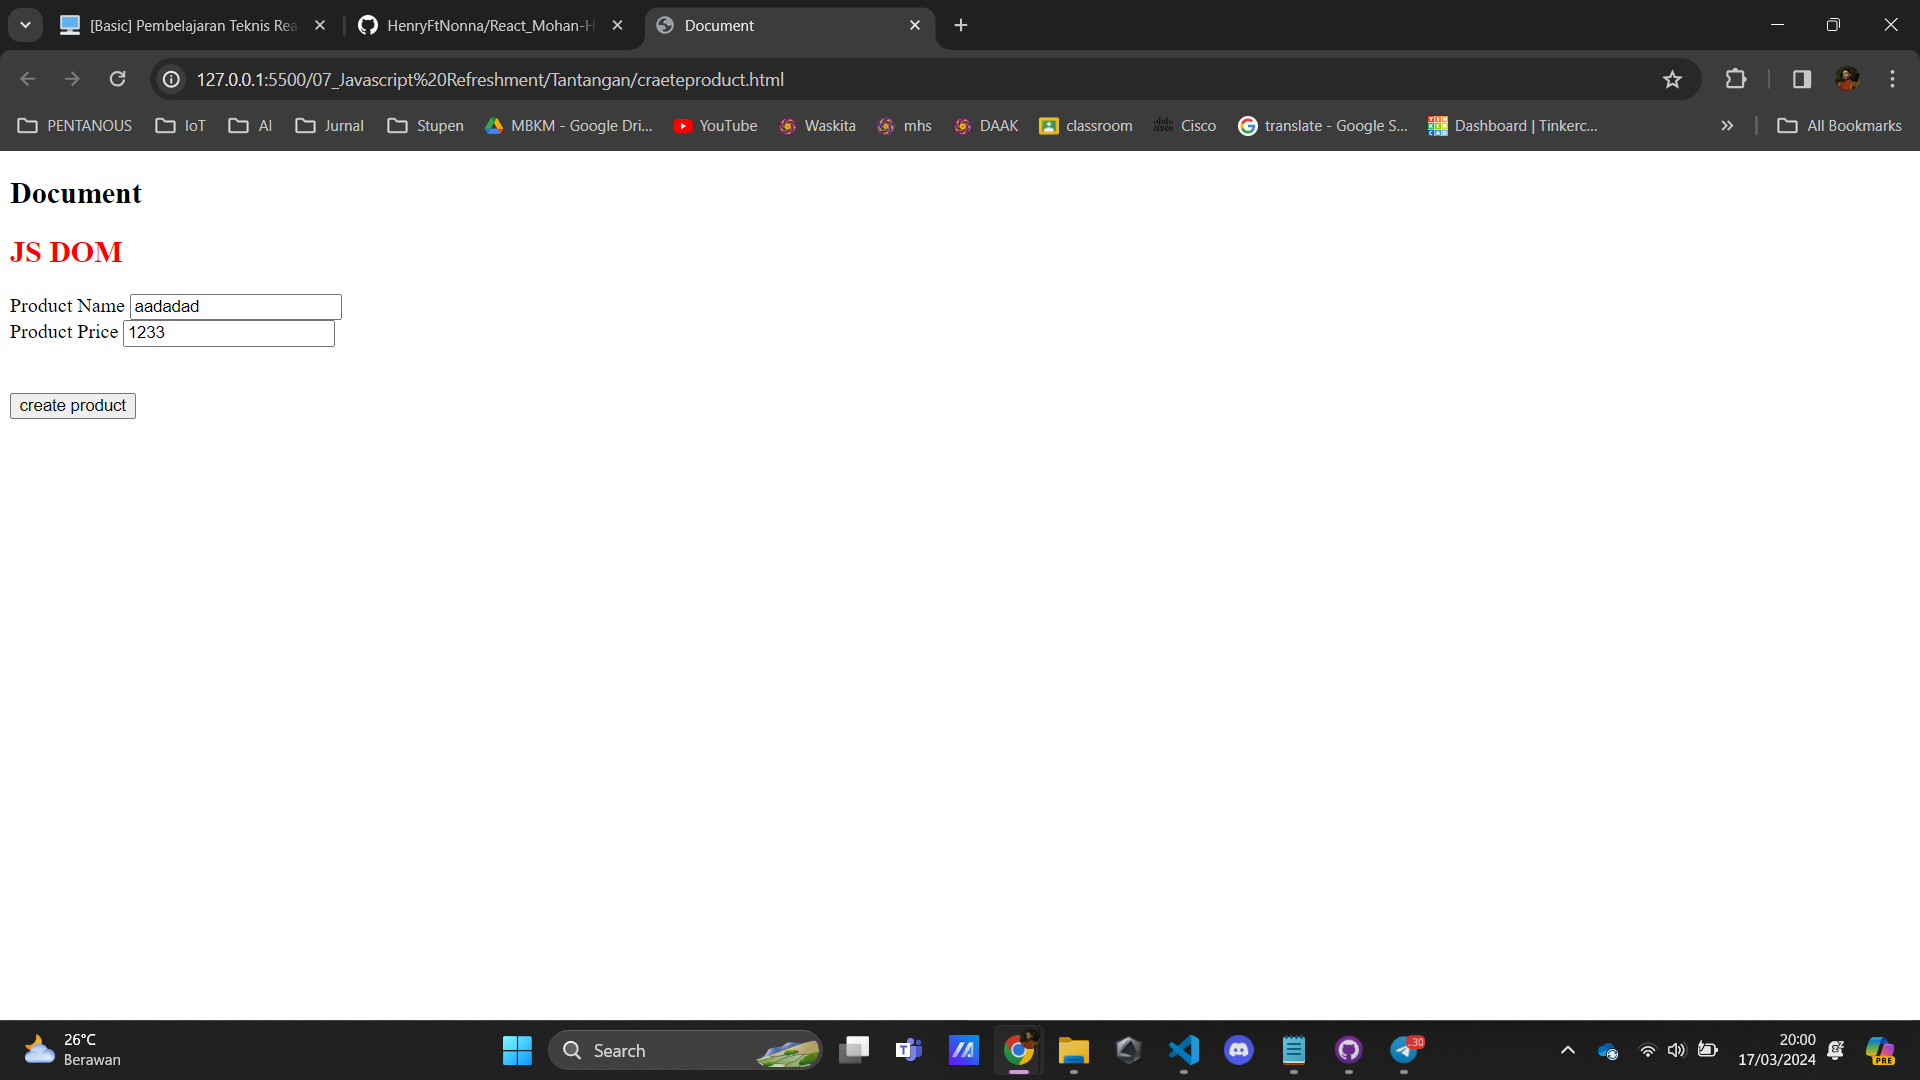 [Basic] Pembelajaran Teknis Rea
HenryFtNonna/React_Mohan-H
Document
127.0.0.1:5500/07_Javascript%20Refreshment/Tantangan/craeteproduct.html
PENTANOUS
IoT
AI
Jurnal
Stupen
MBKM - Google Dri...
YouTube
Waskita
mhs
DAAK
classroom
Cisco
translate - Google S...
Dashboard | Tinkerc...
All Bookmarks
Document
JS DOM
Product Name aadadad
Product Price 1233
create product
26°C
Berawan
Search
30
20:00
17/03/2024
PRE